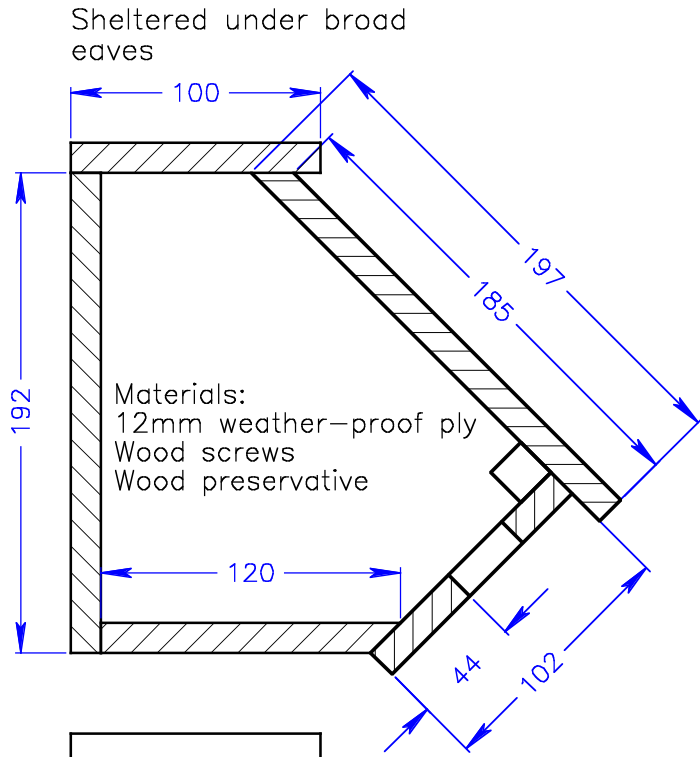 Sheltered under broad
eaves
100
197
185
192
Materials:
12mm weather-proof ply
Wood screws
Wood preservative
120
44
102